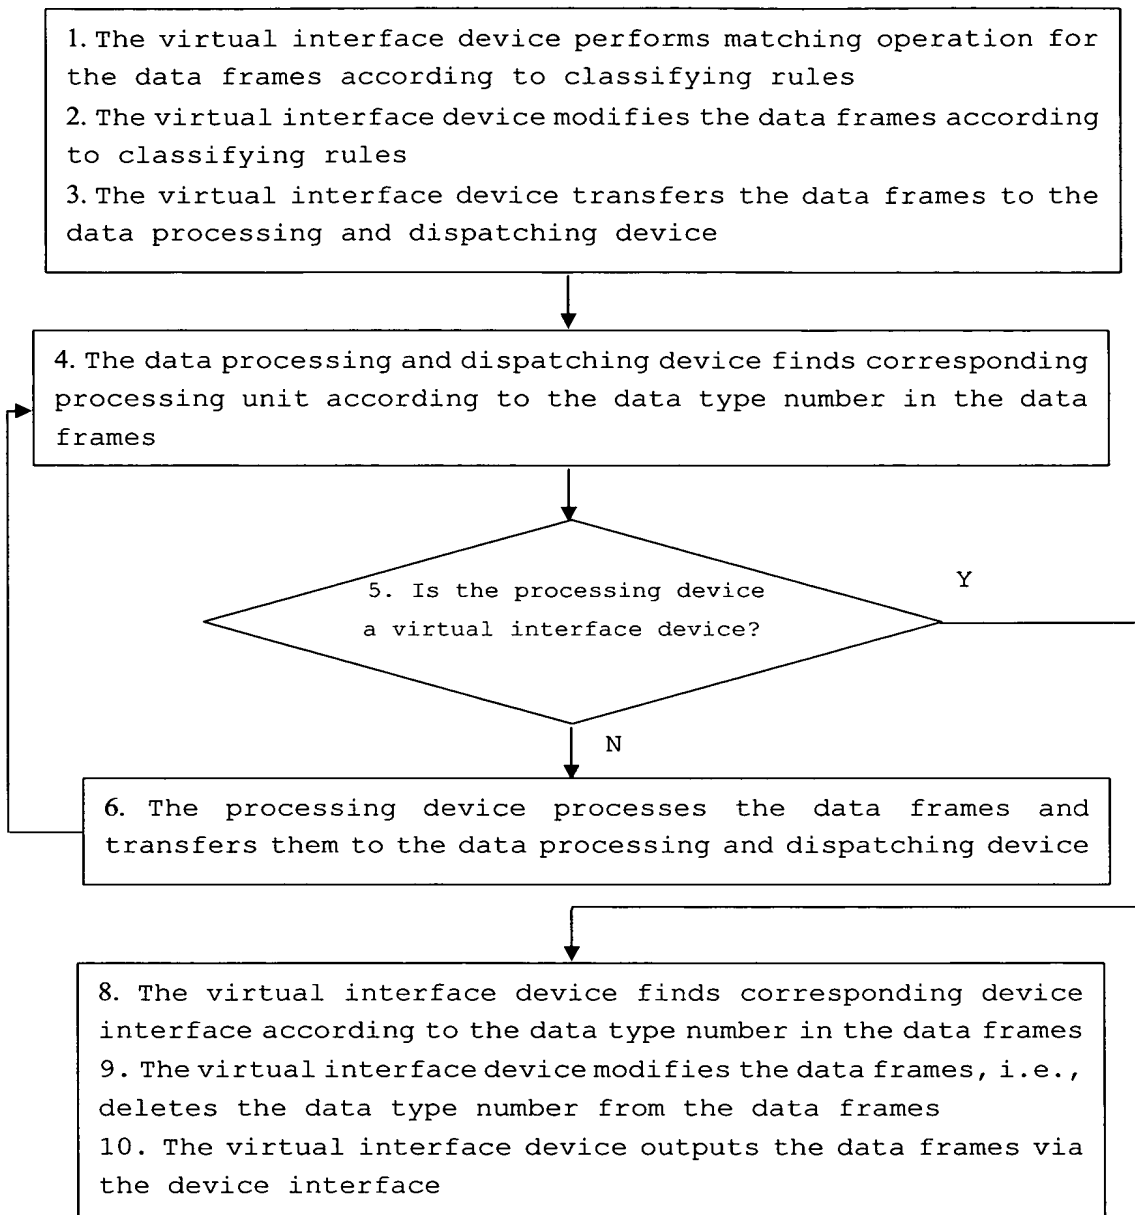 1. The virtual interface device performs matching operation for
the data frames according to classifying rules
2. The virtual interface device modifies the data frames according
to classifying rules
3. The virtual interface device transfers the data frames to the
data processing and dispatching device
4. The data processing and dispatching device finds corresponding
processing unit according to the data type number in the data
frames
5. Is the processing device
a virtual interface device?
Y
N
6. The processing device processes the data frames and
transfers them to the data processing and dispatching device
8. The virtual interface device finds corresponding device
interface according to the data type number in the data frames
9. The virtual interface device modifies the data frames, i.e.,
deletes the data type number from the data frames
10. The virtual interface device outputs the data frames via
the device interface